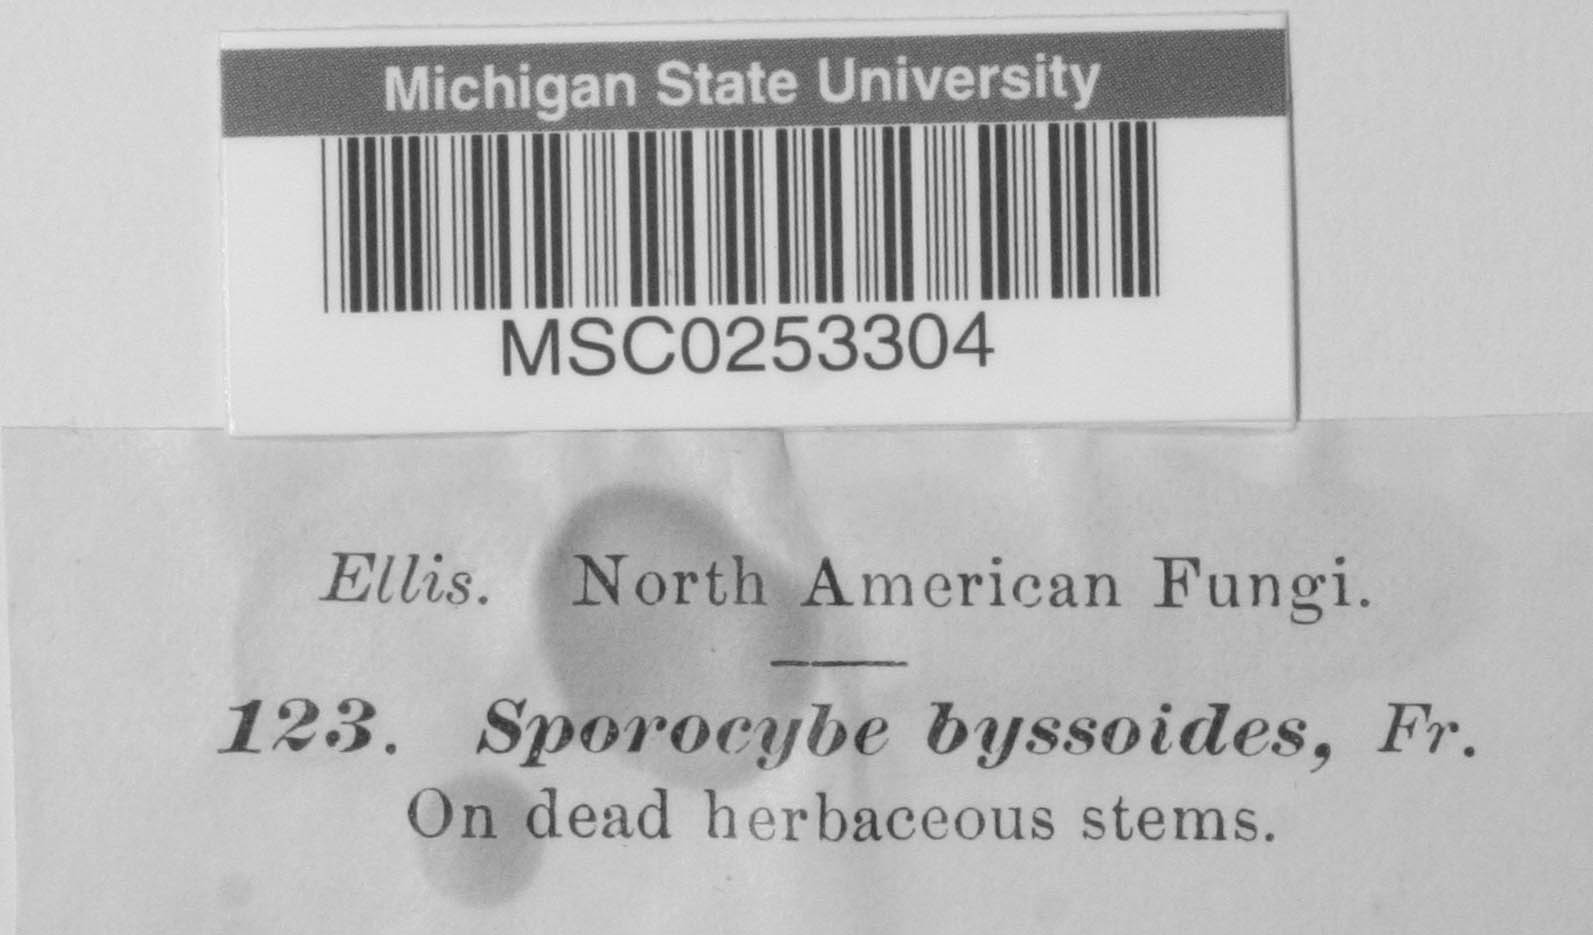 Michigan State University
MSC0253304
Ellis. North American Fungi.
123. Sporocybe byssoides, Fr.
On dead herbaceous stems.